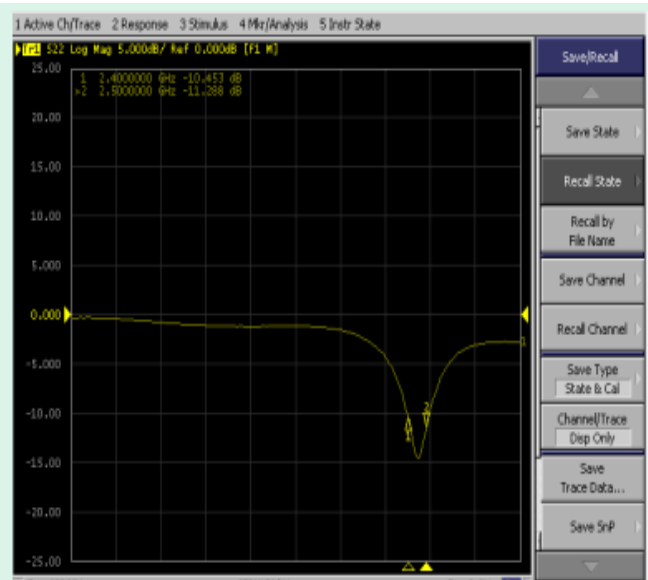 1 Active Ch/Trace 2 Response 3 Stimulus 4 Mkr/Analysis 5 Instr State
Tr1 S22 Log Mag 5.000dB/ Ref 0.000dB [F1 M]
25.00
1 2.4000000 GHz -10.453 dB
>2 2.5000000 GHz -11.288 dB
20.00
15.00
10.00
5.000
0.000
-5.000
-10.00
-15.00
-20.00
-25.00
1
2
1
Save/Recall
Save State
Recall State
Recall by
File Name
Save Channel
Recall Channel
Save Type
State & Cal
Channel/Trace
Disp Only
Save
Trace Data...
Save SnP